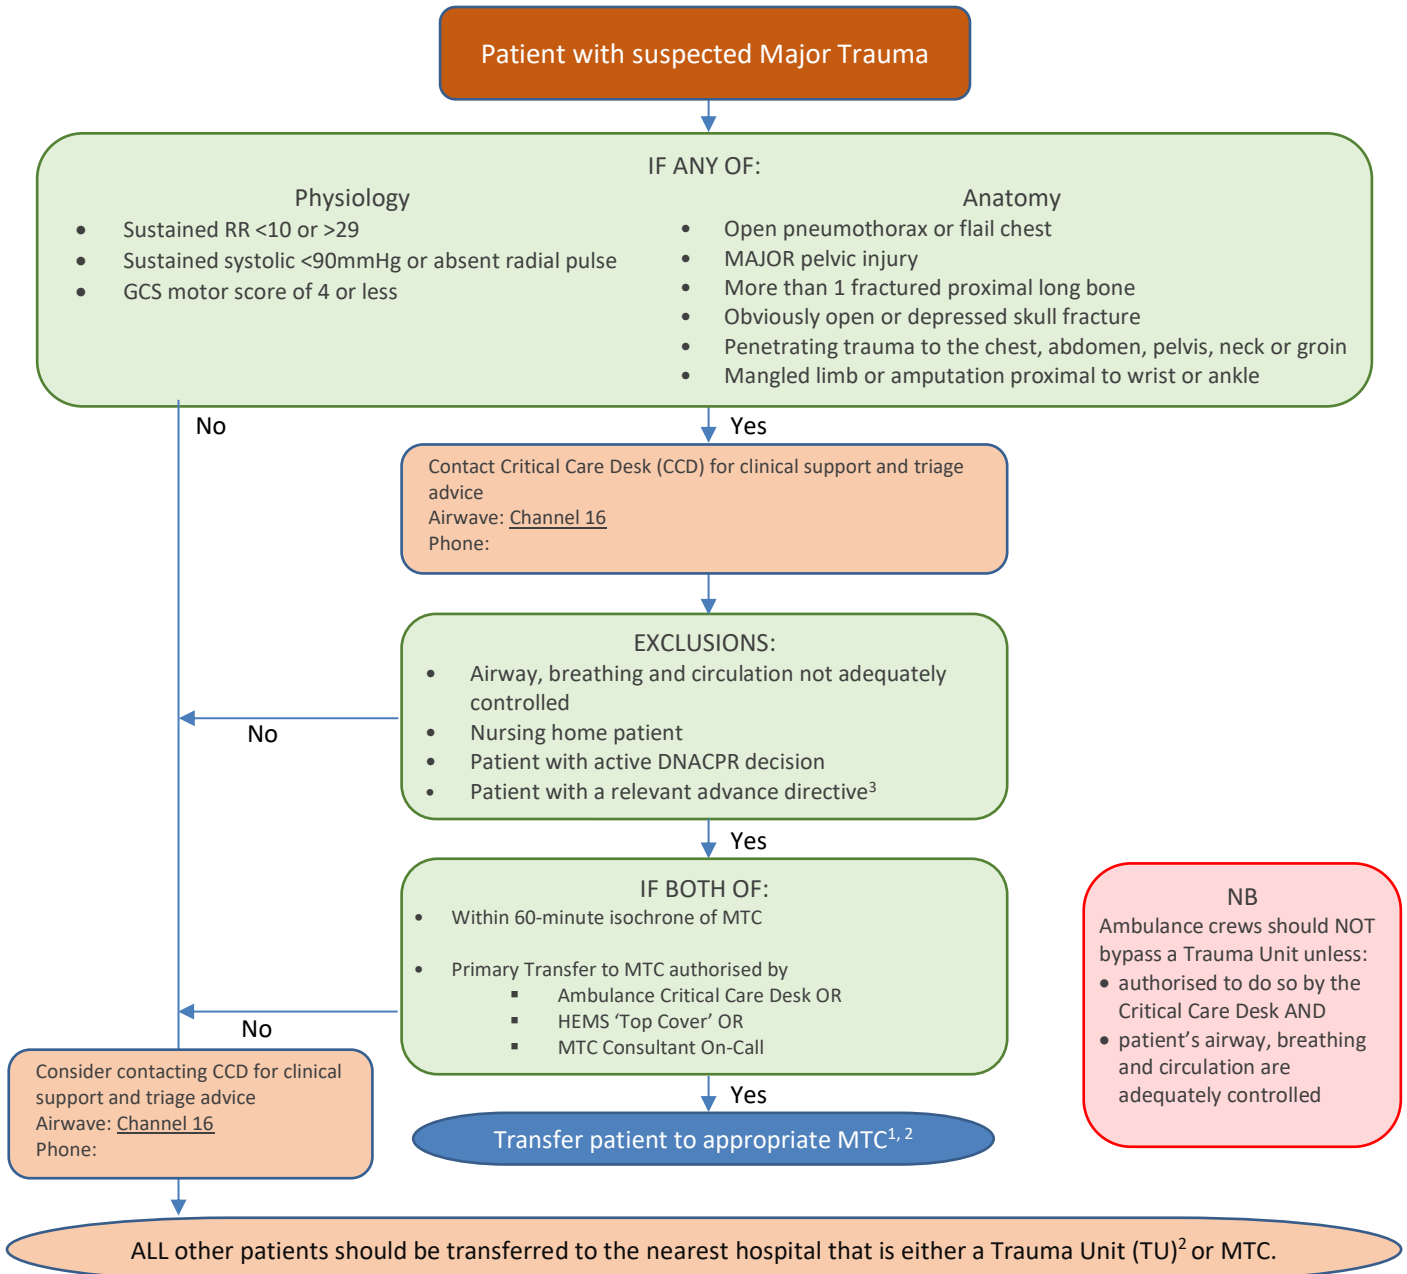 Patient with suspected Major Trauma
IF ANY OF:
Physiology
• Sustained RR <10 or >29
• Sustained systolic <90mmHg or absent radial pulse
• GCS motor score of 4 or less
Anatomy
• Open pneumothorax or flail chest
• MAJOR pelvic injury
• More than 1 fractured proximal long bone
• Obviously open or depressed skull fracture
• Penetrating trauma to the chest, abdomen, pelvis, neck or groin
• Mangled limb or amputation proximal to wrist or ankle
No
Yes
Contact Critical Care Desk (CCD) for clinical support and triage
advice
Airwave: Channel 16
Phone:
EXCLUSIONS:
• Airway, breathing and circulation not adequately
controlled
• Nursing home patient
• Patient with active DNACPR decision
• Patient with a relevant advance directive³
No
Yes
IF BOTH OF:
• Within 60-minute isochrone of MTC
• Primary Transfer to MTC authorised by
▪ Ambulance Critical Care Desk OR
▪ HEMS ‘Top Cover’ OR
▪ MTC Consultant On-Call
No
Yes
NB
Ambulance crews should NOT
bypass a Trauma Unit unless:
• authorised to do so by the
Critical Care Desk AND
• patient’s airway, breathing
and circulation are
adequately controlled
Consider contacting CCD for clinical
support and triage advice
Airwave: Channel 16
Phone:
Transfer patient to appropriate MTC¹, ²
ALL other patients should be transferred to the nearest hospital that is either a Trauma Unit (TU)² or MTC.